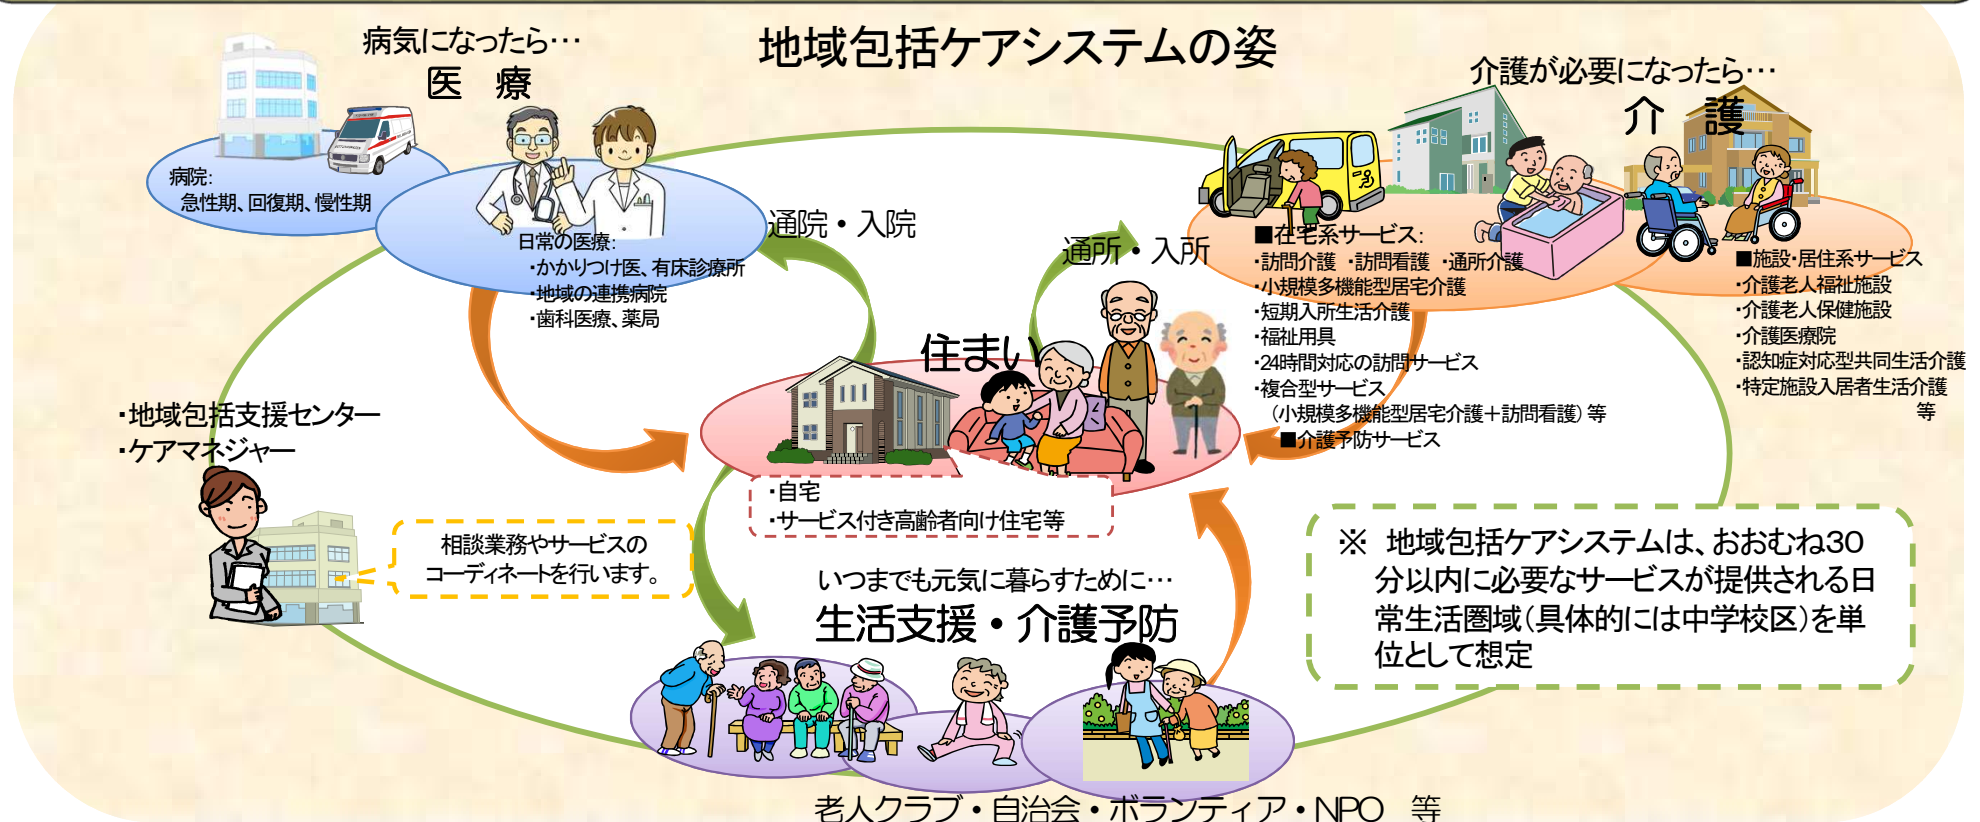 地域包括ケアシステムの姿
病気になったら…
医 療
病院:
急性期、回復期、慢性期
日常の医療:
・かかりつけ医、有床診療所
・地域の連携病院
・歯科医療、薬局
通院・入院
通所・入所
介護が必要になったら…
介 護
■在宅系サービス:
・訪問介護 ・訪問看護 ・通所介護
・小規模多機能型居宅介護
・短期入所生活介護
・福祉用具
・24時間対応の訪問サービス
・複合型サービス
(小規模多機能型居宅介護+訪問看護) 等
■介護予防サービス
■施設・居住系サービス
・介護老人福祉施設
・介護老人保健施設
・介護医療院
・認知症対応型共同生活介護
・特定施設入居者生活介護
等
住まい
・自宅
・サービス付き高齢者向け住宅等
・地域包括支援センター
・ケアマネジャー
相談業務やサービスの
コーディネートを行います。
いつまでも元気に暮らすために…
生活支援・介護予防
老人クラブ・自治会・ボランティア・NPO 等
※ 地域包括ケアシステムは、おおむね30
分以内に必要なサービスが提供される日
常生活圏域(具体的には中学校区)を単
位として想定